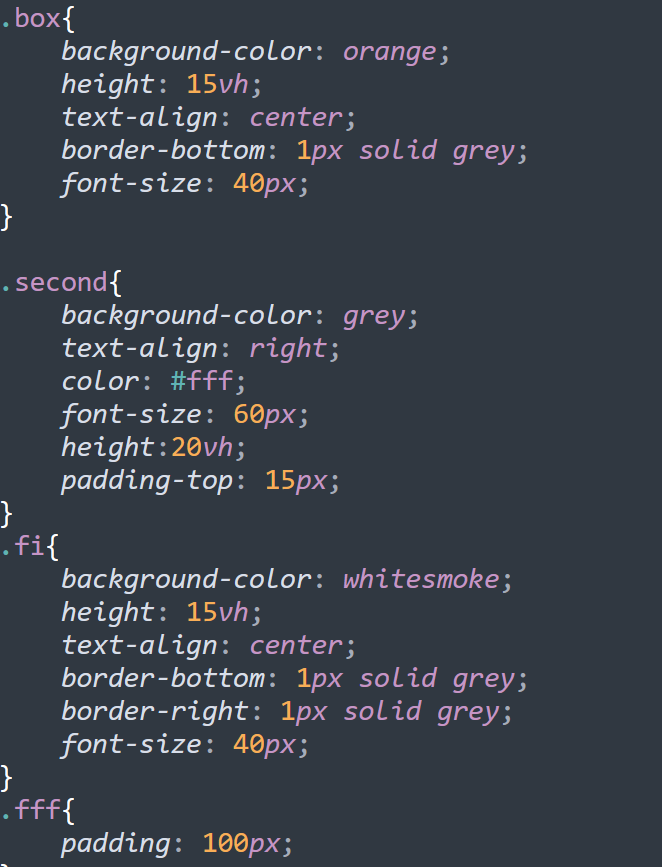 .box{
    background-color: orange;
    height: 15vh;
    text-align: center;
    border-bottom: 1px solid grey;
    font-size: 40px;
}

.second{
    background-color: grey;
    text-align: right;
    color: #fff;
    font-size: 60px;
    height:20vh;
    padding-top: 15px;
}
.fi{
    background-color: whitesmoke;
    height: 15vh;
    text-align: center;
    border-bottom: 1px solid grey;
    border-right: 1px solid grey;
    font-size: 40px;
}
.fff{
    padding: 100px;
}